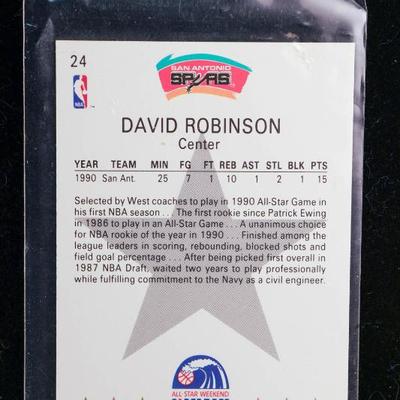 24
SAN ANTONIO
SPURS
NBA
DAVID ROBINSON
Center
YEAR TEAM MIN FG FT REB AST STL BLK PTS
1990 San Ant. 25 7 1 10 1 2 1 15
Selected by West coaches to play in 1990 All-Star Game in
his first NBA season . . . The first rookie since Patrick Ewing
in 1986 to play in an All-Star Game . . . A unanimous choice
for NBA rookie of the year in 1990 . . . Finished among the
league leaders in scoring, rebounding, blocked shots and
field goal percentage . . . After being picked first overall in
1987 NBA Draft, waited two years to play professionally
while fulfilling commitment to the Navy as a civil engineer.
ALL-STAR WEEKEND